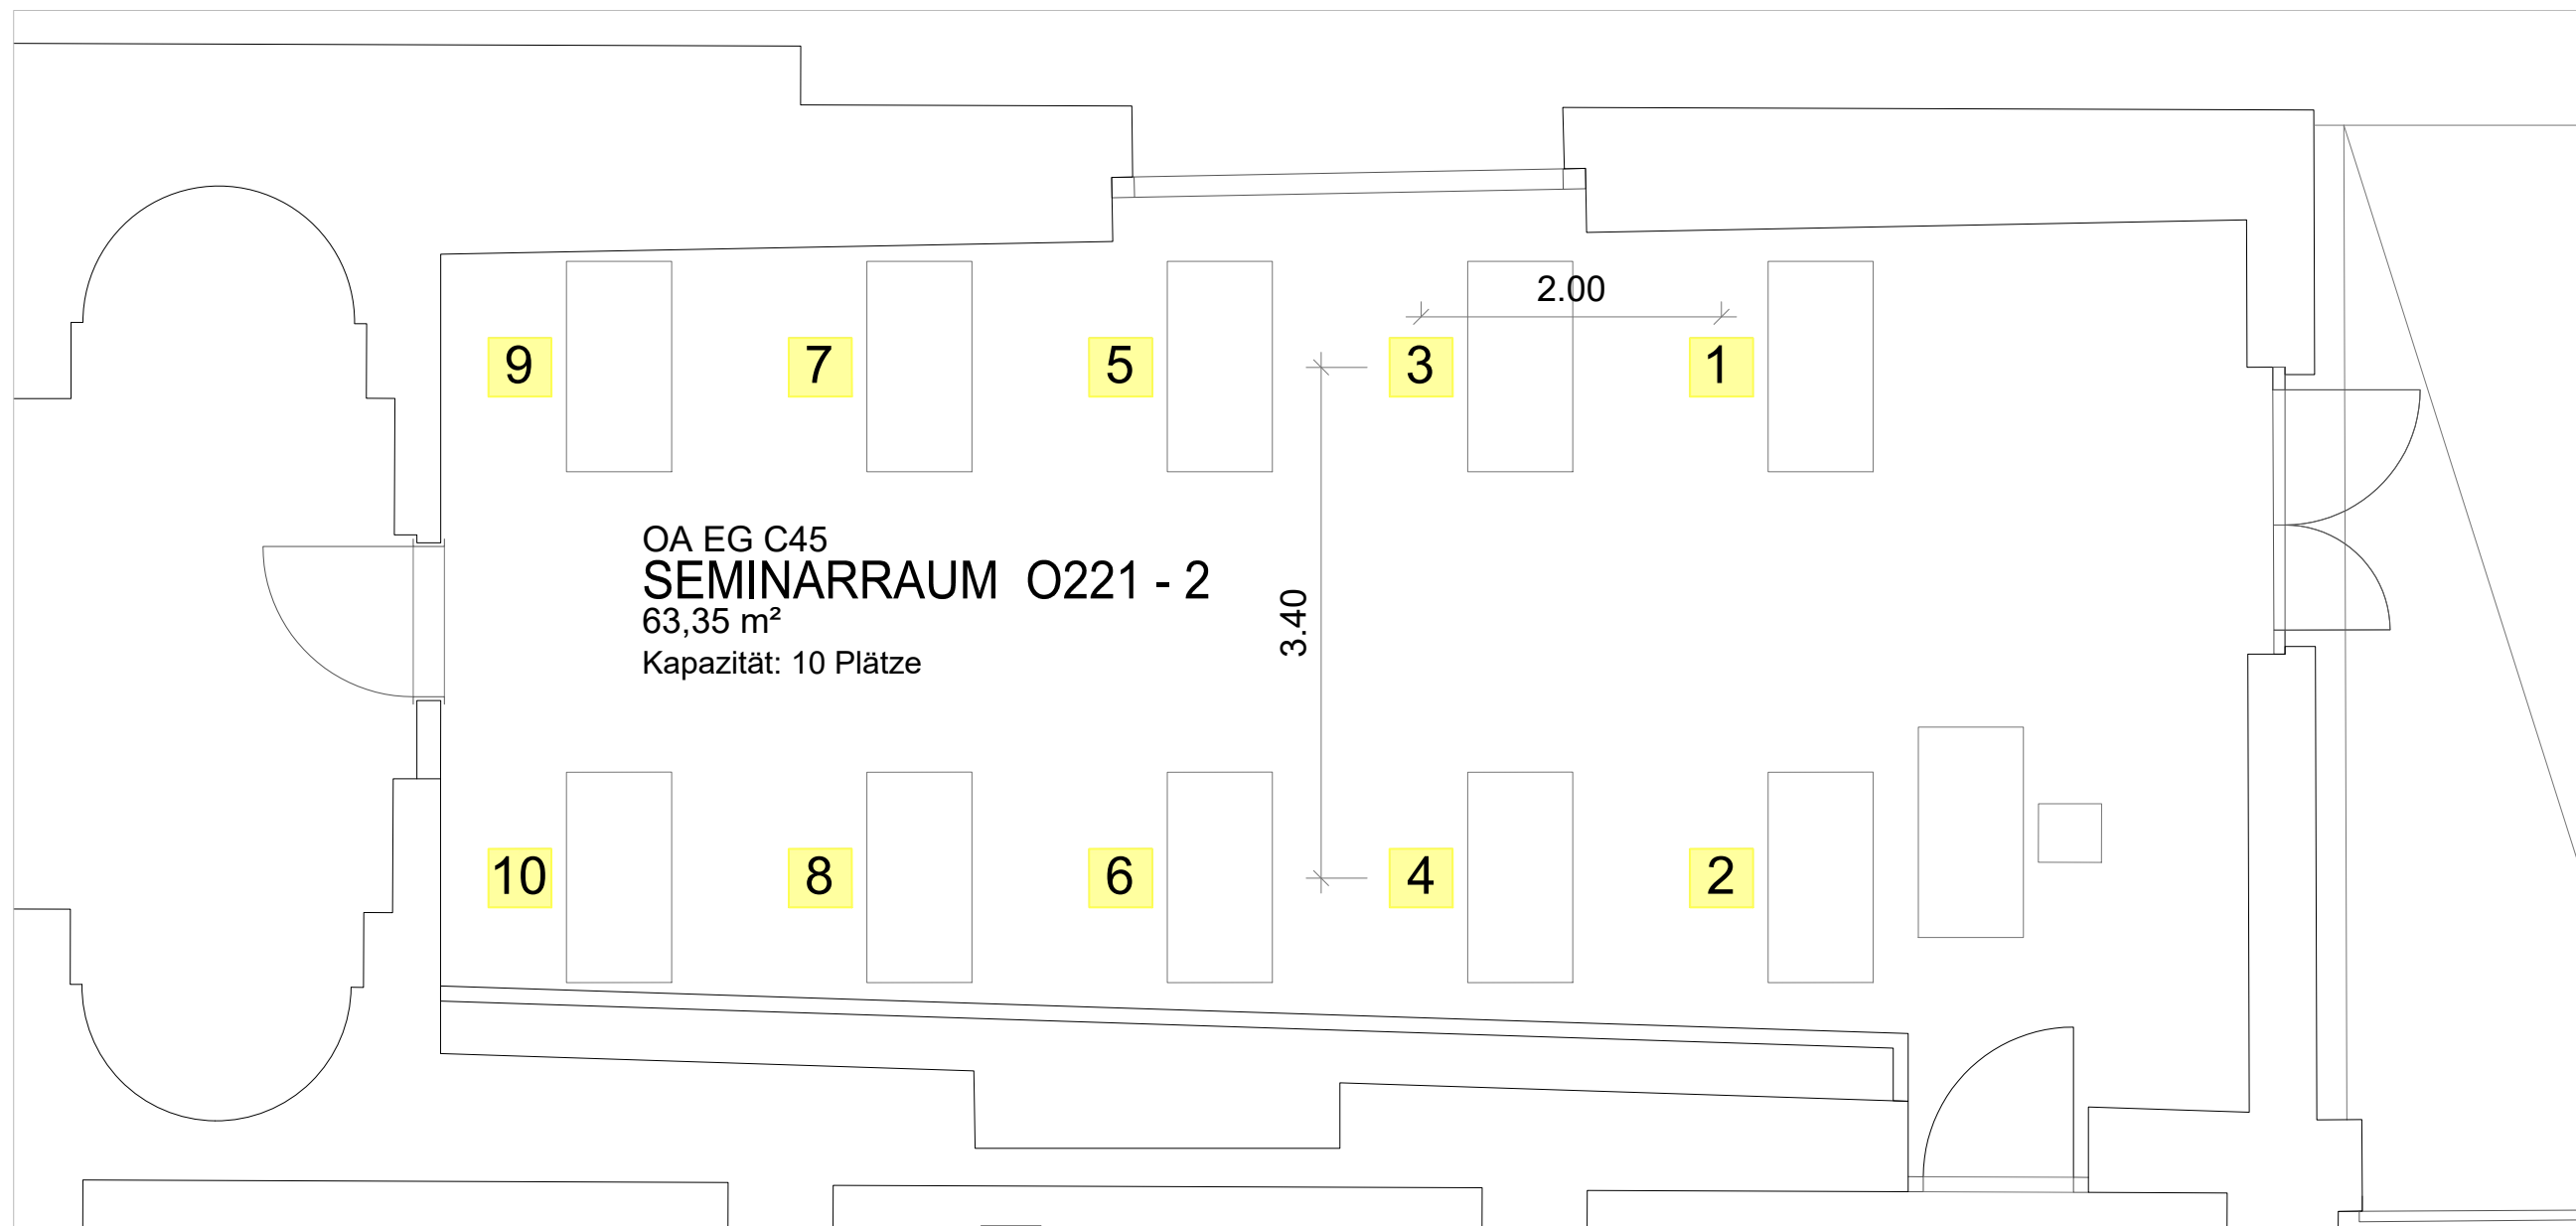 2.00
9 7 5 3 1
OA EG C45
SEMINARRAUM O221 - 2
63,35 m²
Kapazität: 10 Plätze
3.40
10 8 6 4 2